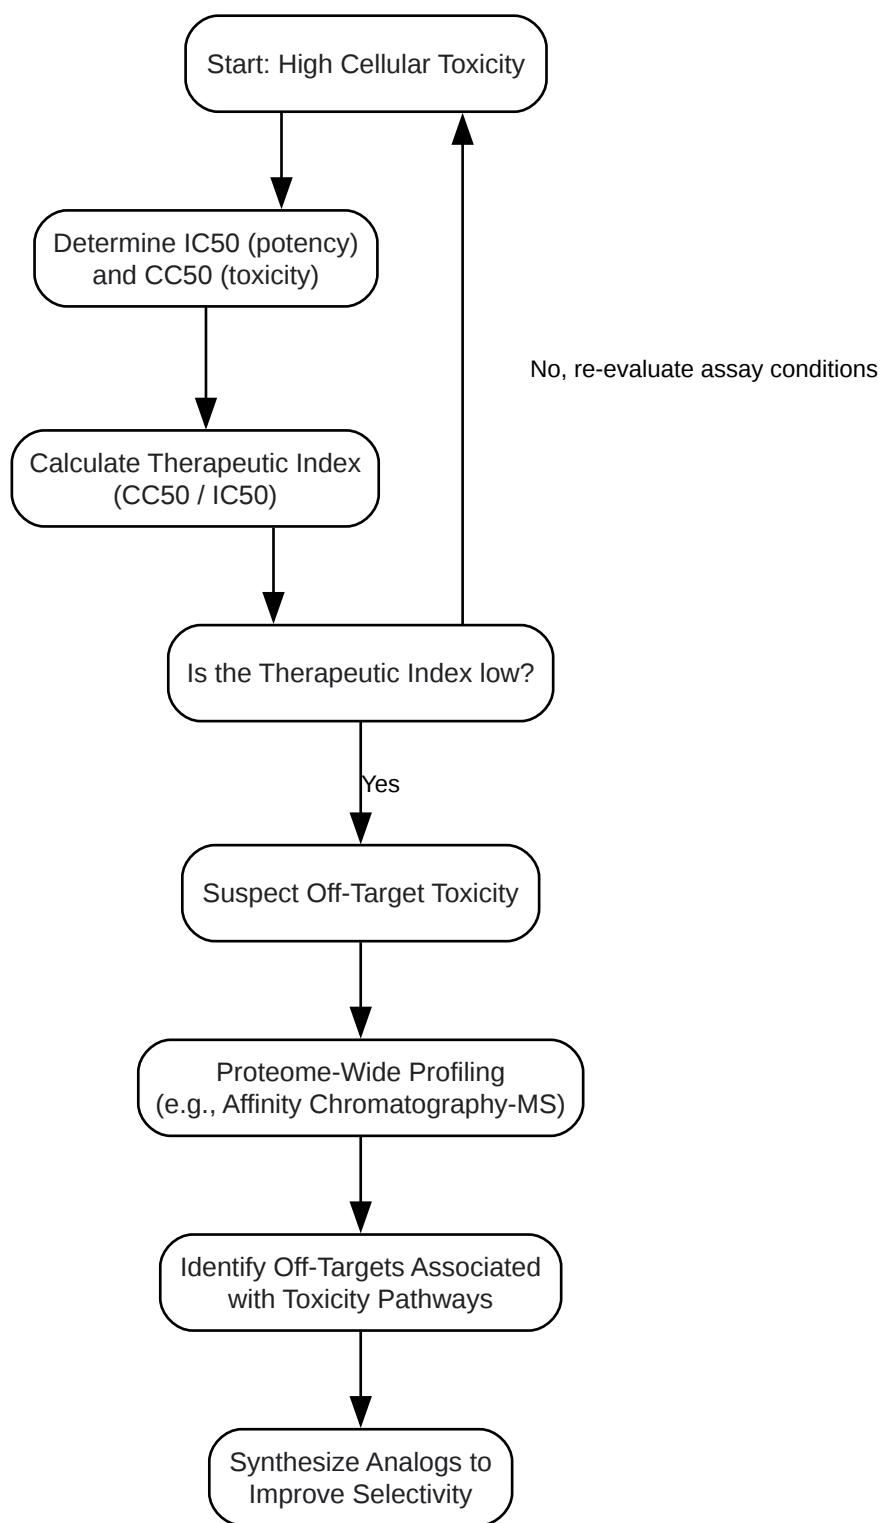 Start: High Cellular Toxicity
Determine IC50 (potency)
and CC50 (toxicity)
No, re-evaluate assay conditions
Calculate Therapeutic Index
(CC50 / IC50)
Is the Therapeutic Index low?
Yes
Suspect Off-Target Toxicity
Proteome-Wide Profiling
(e.g., Affinity Chromatography-MS)
Identify Off-Targets Associated
with Toxicity Pathways
Synthesize Analogs to
Improve Selectivity